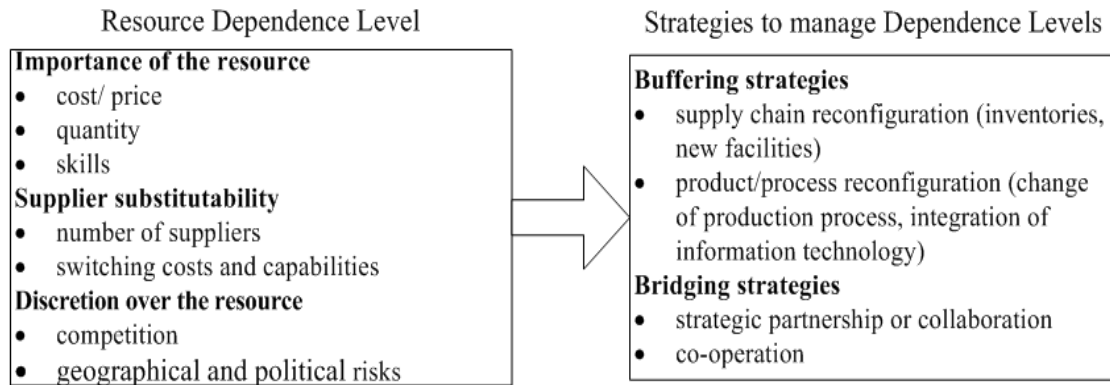 Resource Dependence Level
Importance of the resource
• cost/ price
• quantity
• skills
Supplier substitutability
• number of suppliers
• switching costs and capabilities
Discretion over the resource
• competition
• geographical and political risks
Strategies to manage Dependence Levels
Buffering strategies
• supply chain reconfiguration (inventories,
new facilities)
• product/process reconfiguration (change
of production process, integration of
information technology)
Bridging strategies
• strategic partnership or collaboration
• co-operation